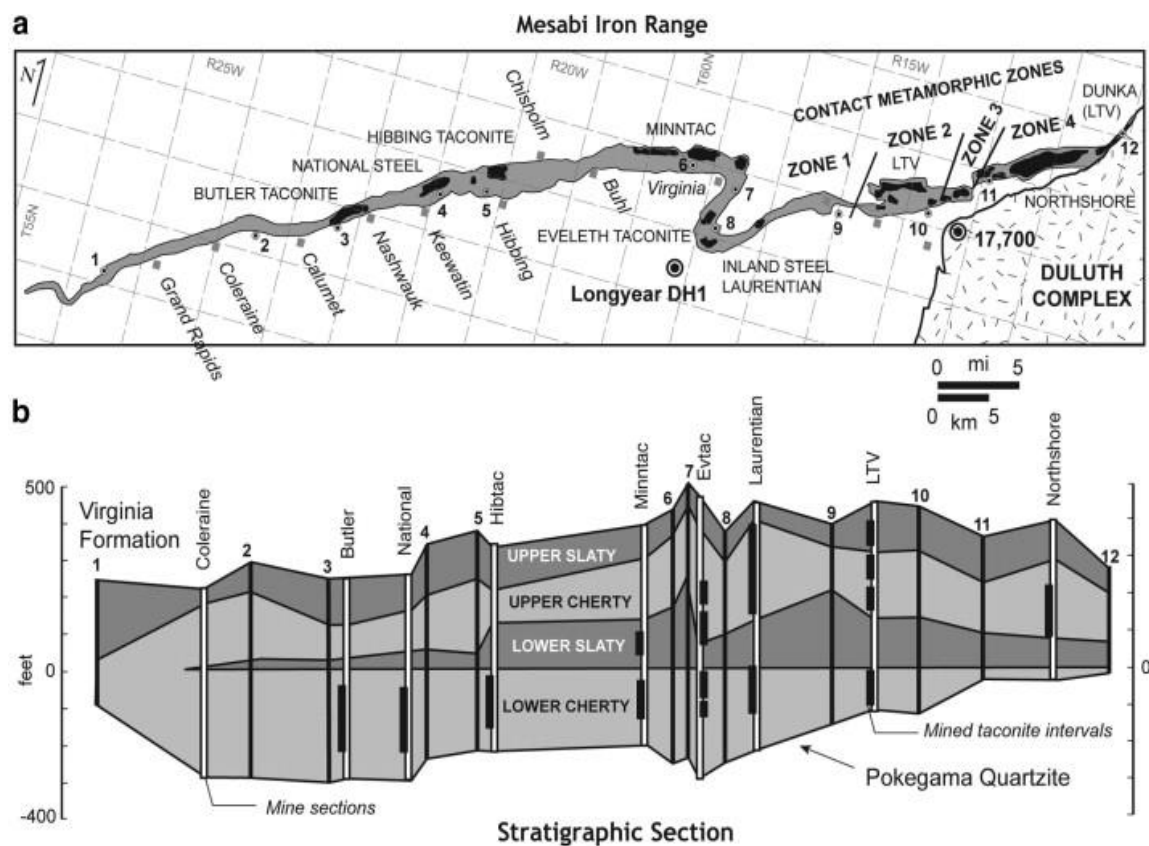 a
Mesabi Iron Range
N
R25W
R20W
T60N
R15W
T55N
CONTACT METAMORPHIC ZONES
ZONE 1
ZONE 2
ZONE 3
ZONE 4
DUNKA
(LTV)
Chisholm
HIBBING TACONITE
MINNTAC
LTV
NATIONAL STEEL
BUTLER TACONITE
NORTHSHORE
EVELETH TACONITE
INLAND STEEL
LAURENTIAN
1
2
3
4
5
6
7
8
9
10
11
12
Grand Rapids
Coleraine
Calumet
Nashwauk
Keewatin
Hibbing
Buhl
Virginia
Longyear DH1
17,700
DULUTH
COMPLEX
0 mi 5
0 km 5
b
500
0
-400
feet
0
Virginia
Formation
1
Coleraine
2
3
Butler
National
4
5
Hibtac
Minntac
6
7
Evtac
8
Laurentian
9
LTV
10
11
Northshore
12
UPPER SLATY
UPPER CHERTY
LOWER SLATY
LOWER CHERTY
Mined taconite intervals
Pokegama Quartzite
Mine sections
Stratigraphic Section